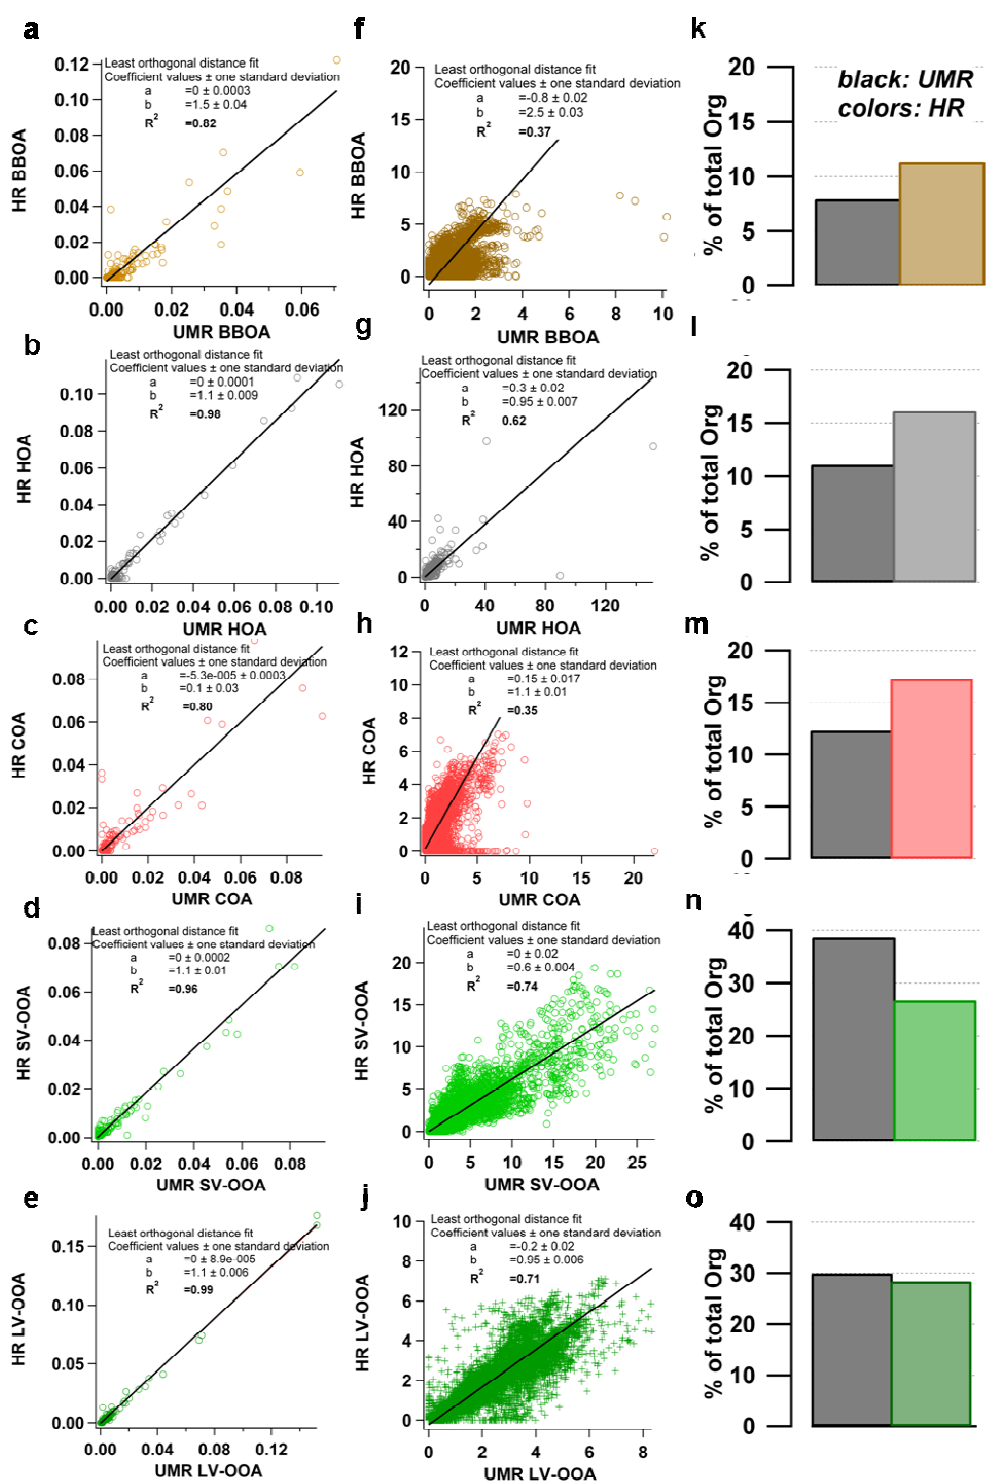 a
0.12
0.10
0.08
0.06
0.04
0.02
0.00
HR BBOA
Least orthogonal distance fit
Coefficient values ± one standard deviation
a =0 ± 0.0003
b =1.5 ± 0.04
R2 =0.82
0.00 0.02 0.04 0.06
UMR BBOA
f
20
15
10
5
0
HR BBOA
Least orthogonal distance fit
Coefficient values ± one standard deviation
a =-0.8 ± 0.02
b =2.5 ± 0.03
R2 =0.37
0 2 4 6 8 10
UMR BBOA
k
20
15
10
5
0
% of total Org
black: UMR
colors: HR
b
0.10
0.08
0.06
0.04
0.02
0.00
HR HOA
Least orthogonal distance fit
Coefficient values ± one standard deviation
a =0 ± 0.0001
b =1.1 ± 0.009
R2 =0.98
0.00 0.02 0.04 0.06 0.08 0.10
UMR HOA
g
120
80
40
0
HR HOA
Least orthogonal distance fit
Coefficient values ± one standard deviation
a =0.3 ± 0.02
b =0.95 ± 0.007
R2 0.62
0 40 80 120
UMR HOA
l
20
15
10
5
0
% of total Org
c
0.08
0.06
0.04
0.02
0.00
HR COA
Least orthogonal distance fit
Coefficient values ± one standard deviation
a =-5.3e-005 ± 0.0003
b =0.1 ± 0.03
R2 =0.80
0.00 0.02 0.04 0.06 0.08
UMR COA
h
12
10
8
6
4
2
0
HR COA
Least orthogonal distance fit
Coefficient values ± one standard deviation
a =0.15 ± 0.017
b =1.1 ± 0.01
R2 =0.35
0 5 10 15 20
UMR COA
m
20
15
10
5
0
% of total Org
d
0.08
0.06
0.04
0.02
0.00
HR SV-OOA
Least orthogonal distance fit
Coefficient values ± one standard deviation
a =0 ± 0.0002
b =1.1 ± 0.01
R2 =0.96
0.00 0.02 0.04 0.06 0.08
UMR SV-OOA
i
20
15
10
5
0
HR SV-OOA
Least orthogonal distance fit
Coefficient values ± one standard deviation
a =0 ± 0.02
b =0.6 ± 0.004
R2 =0.74
0 5 10 15 20 25
UMR SV-OOA
n
40
30
20
10
0
% of total Org
e
0.15
0.10
0.05
0.00
HR LV-OOA
Least orthogonal distance fit
Coefficient values ± one standard deviation
a =0 ± 8.9e-005
b =1.1 ± 0.006
R2 =0.99
0.00 0.04 0.08 0.12
UMR LV-OOA
j
10
8
6
4
2
0
HR LV-OOA
Least orthogonal distance fit
Coefficient values ± one standard deviation
a =-0.2 ± 0.02
b =0.95 ± 0.006
R2 =0.71
0 2 4 6 8
UMR LV-OOA
o
40
30
20
10
0
% of total Org